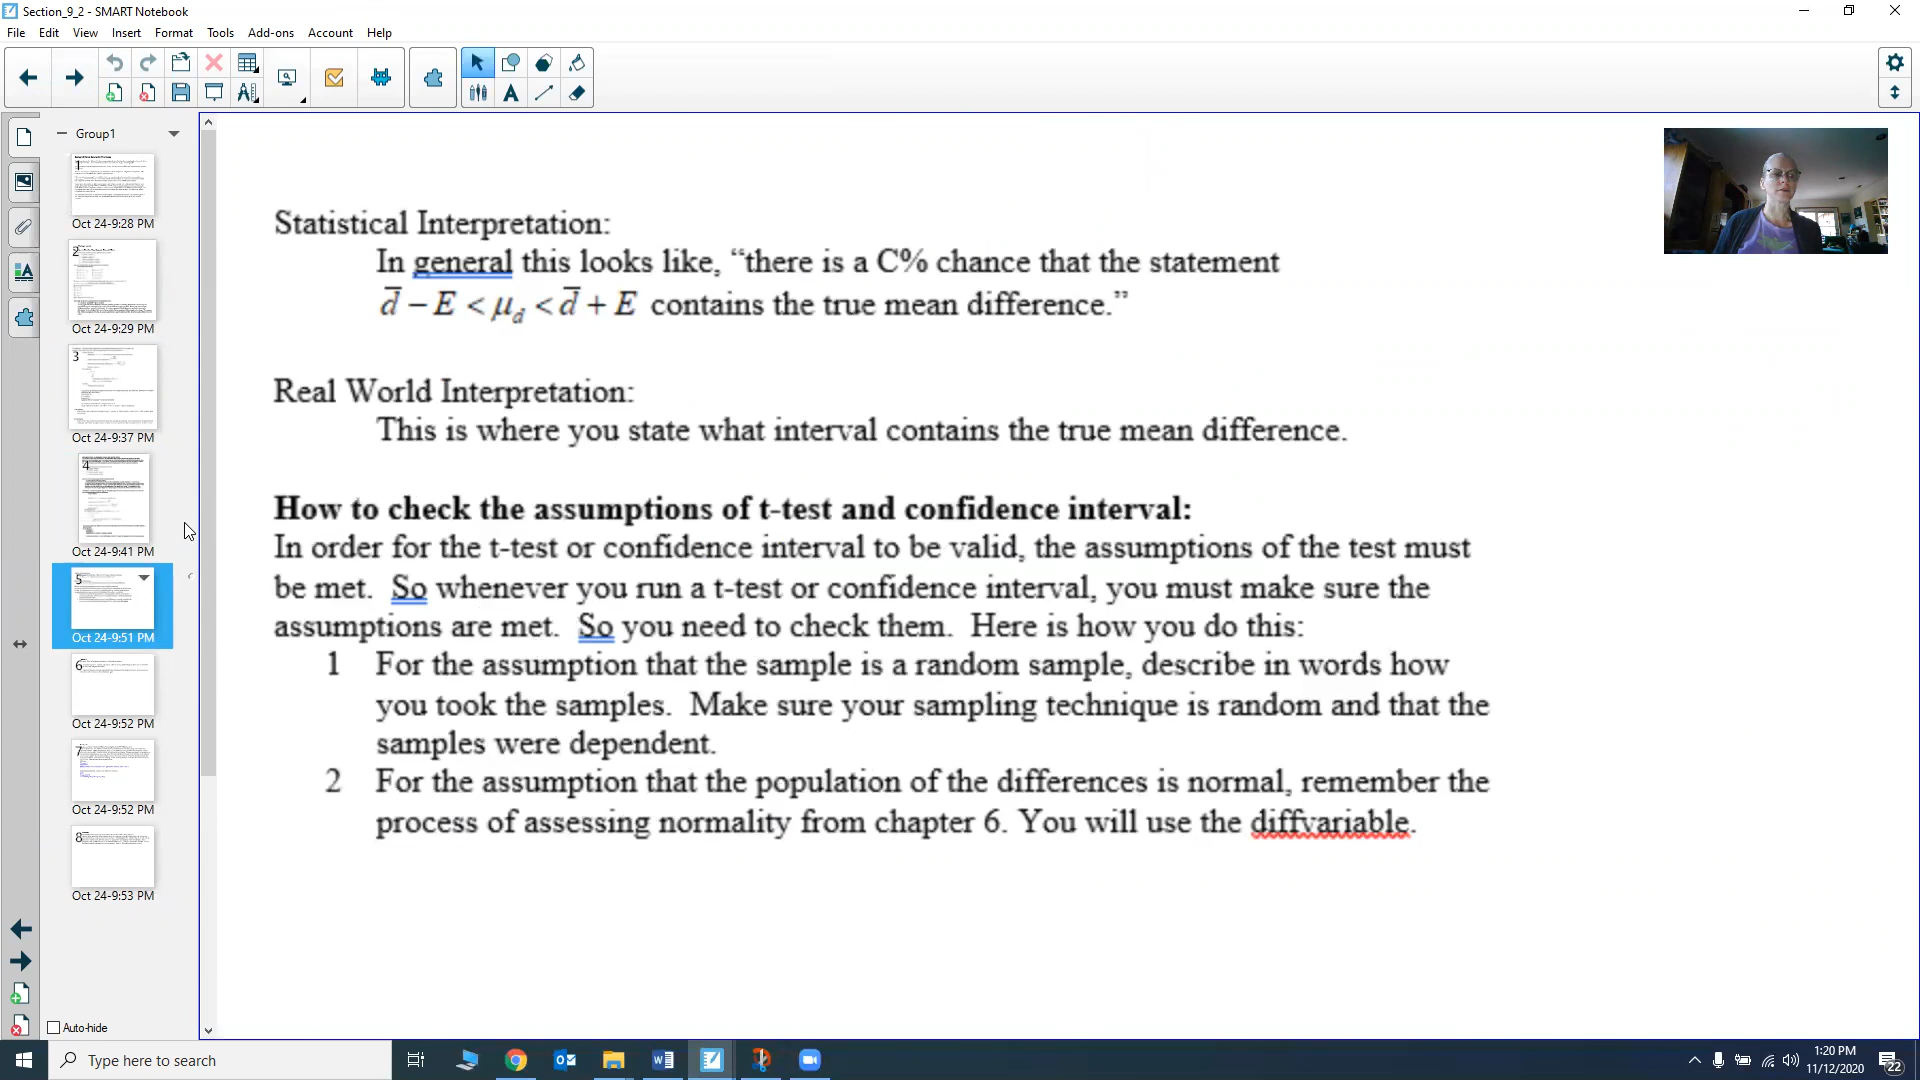 Section_9_2 - SMART Notebook
File Edit View Insert Format Tools Add-ons Account Help
Group1
1
Oct 24-9:28 PM
2
Oct 24-9:29 PM
3
Oct 24-9:37 PM
4
Oct 24-9:41 PM
5
Oct 24-9:51 PM
6
Oct 24-9:52 PM
7
Oct 24-9:52 PM
8
Oct 24-9:53 PM
Auto-hide
Statistical Interpretation:
In general this looks like, “there is a C% chance that the statement
d̅ − E < μ_d < d̅ + E contains the true mean difference.”
Real World Interpretation:
This is where you state what interval contains the true mean difference.
How to check the assumptions of t-test and confidence interval:
In order for the t-test or confidence interval to be valid, the assumptions of the test must
be met. So whenever you run a t-test or confidence interval, you must make sure the
assumptions are met. So you need to check them. Here is how you do this:
1 For the assumption that the sample is a random sample, describe in words how
you took the samples. Make sure your sampling technique is random and that the
samples were dependent.
2 For the assumption that the population of the differences is normal, remember the
process of assessing normality from chapter 6. You will use the diffvariable.
Type here to search
1:20 PM
11/12/2020
22